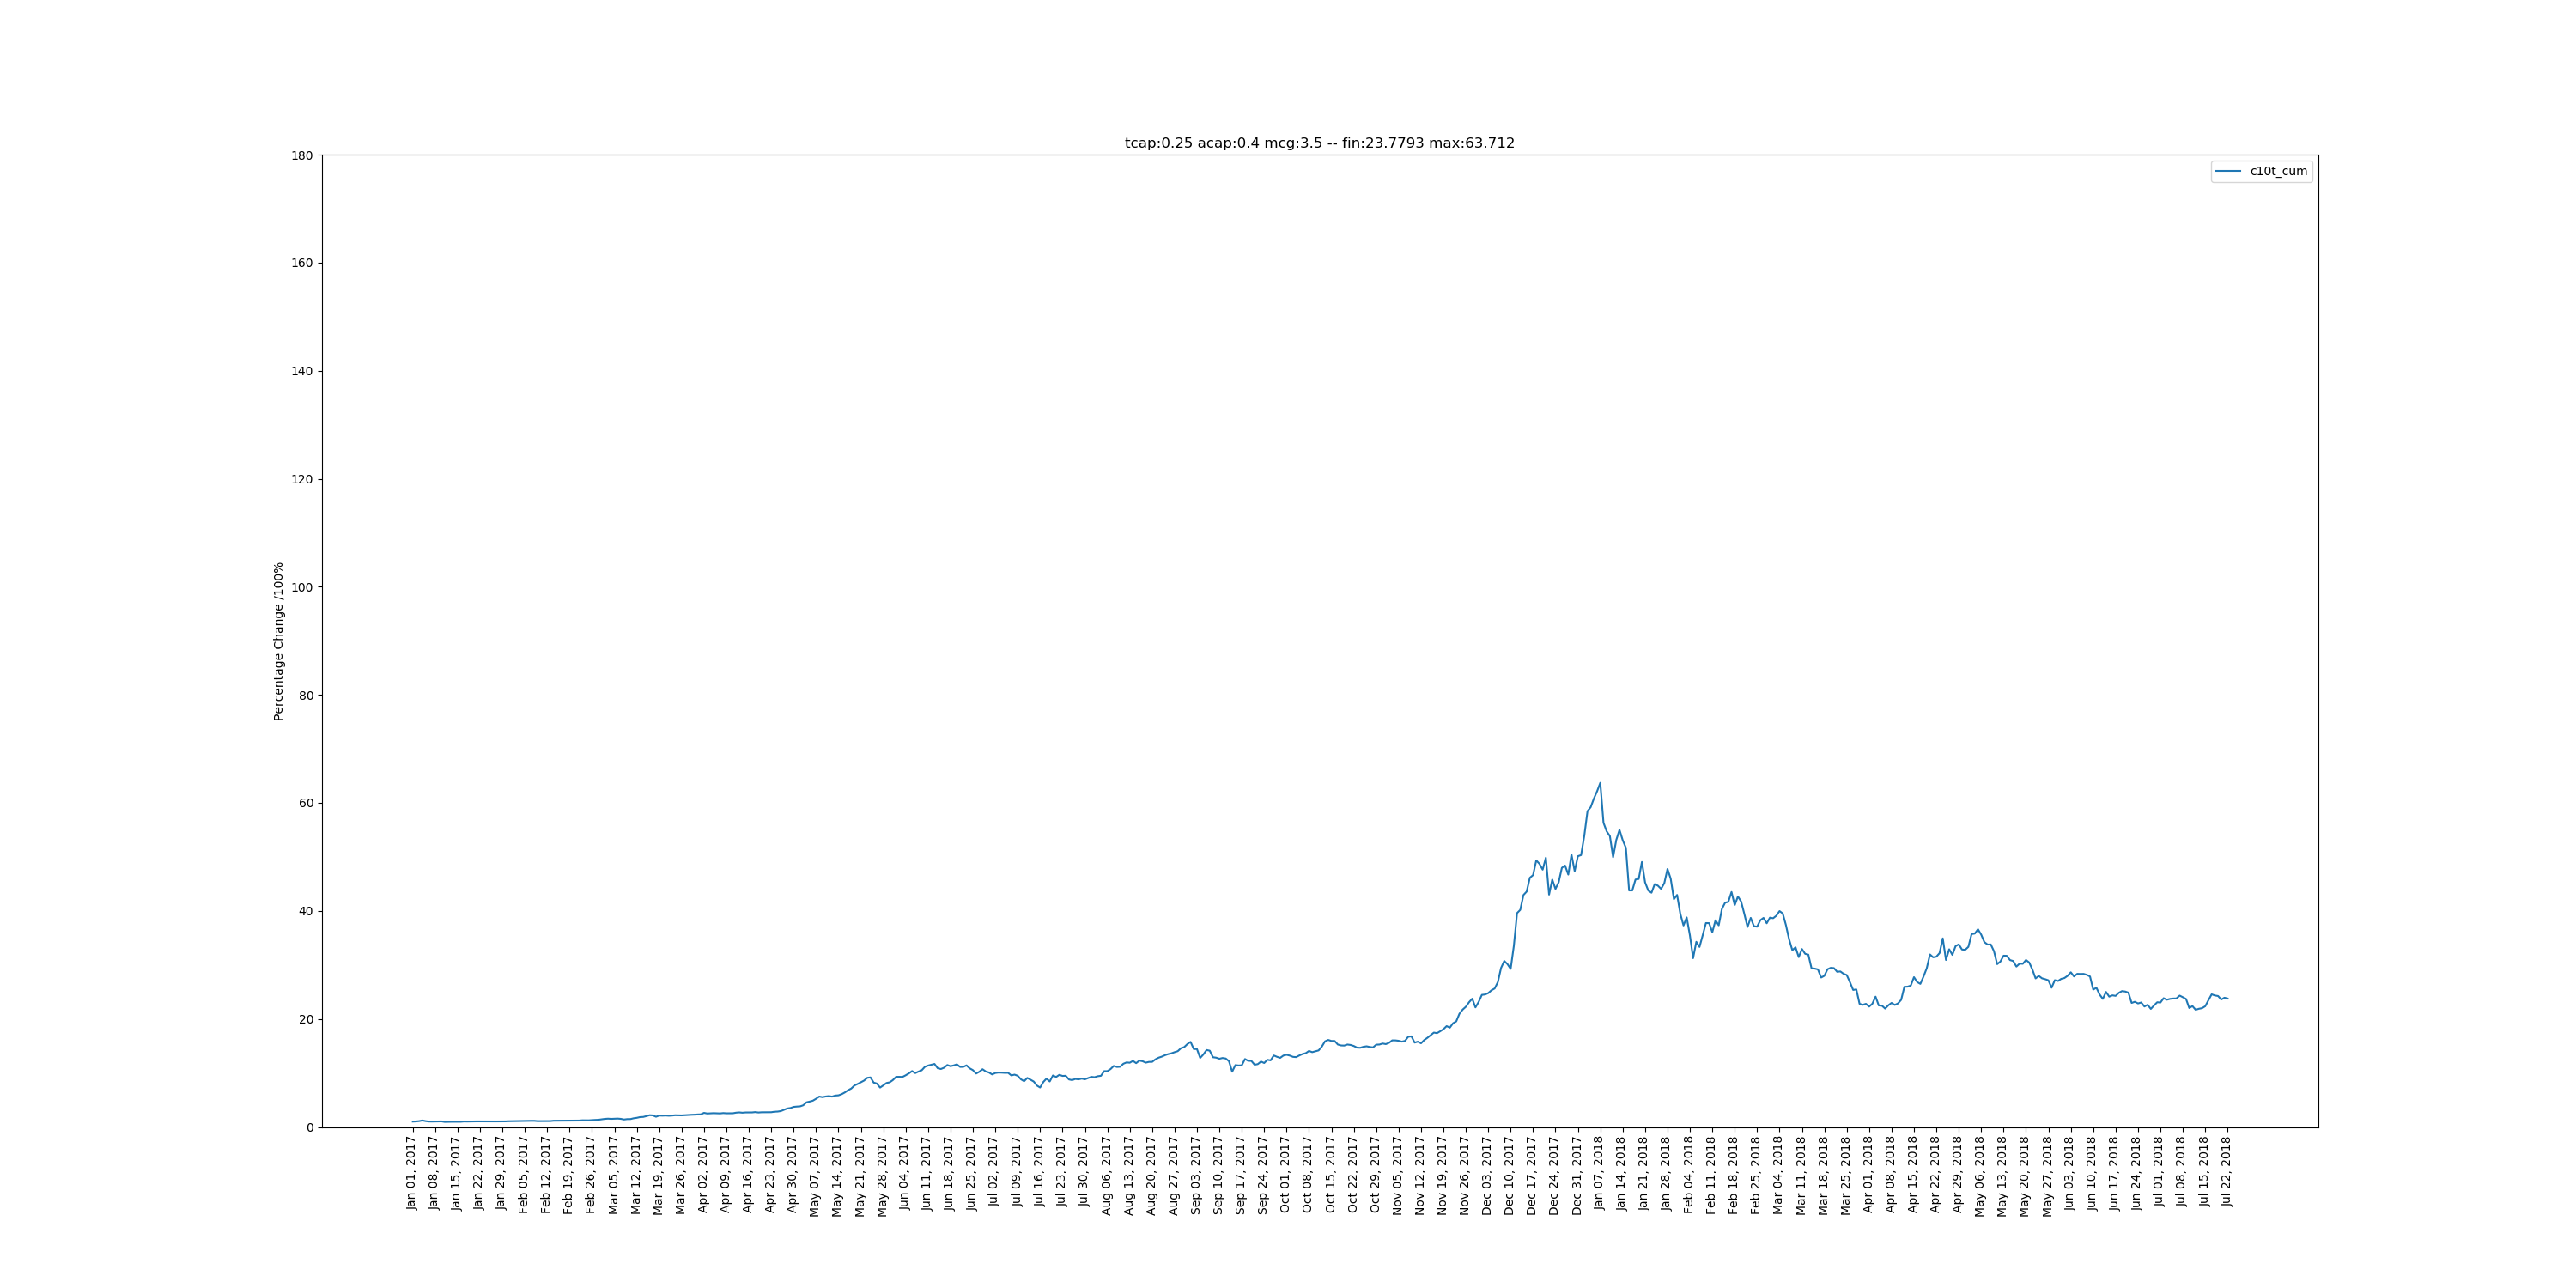 tcap:0.25 acap:0.4 mcg:3.5 -- fin:23.7793 max:63.712
c10t_cum
Percentage Change /100%
180
160
140
120
100
80
60
40
20
0
Jan 01, 2017
Jan 08, 2017
Jan 15, 2017
Jan 22, 2017
Jan 29, 2017
Feb 05, 2017
Feb 12, 2017
Feb 19, 2017
Feb 26, 2017
Mar 05, 2017
Mar 12, 2017
Mar 19, 2017
Mar 26, 2017
Apr 02, 2017
Apr 09, 2017
Apr 16, 2017
Apr 23, 2017
Apr 30, 2017
May 07, 2017
May 14, 2017
May 21, 2017
May 28, 2017
Jun 04, 2017
Jun 11, 2017
Jun 18, 2017
Jun 25, 2017
Jul 02, 2017
Jul 09, 2017
Jul 16, 2017
Jul 23, 2017
Jul 30, 2017
Aug 06, 2017
Aug 13, 2017
Aug 20, 2017
Aug 27, 2017
Sep 03, 2017
Sep 10, 2017
Sep 17, 2017
Sep 24, 2017
Oct 01, 2017
Oct 08, 2017
Oct 15, 2017
Oct 22, 2017
Oct 29, 2017
Nov 05, 2017
Nov 12, 2017
Nov 19, 2017
Nov 26, 2017
Dec 03, 2017
Dec 10, 2017
Dec 17, 2017
Dec 24, 2017
Dec 31, 2017
Jan 07, 2018
Jan 14, 2018
Jan 21, 2018
Jan 28, 2018
Feb 04, 2018
Feb 11, 2018
Feb 18, 2018
Feb 25, 2018
Mar 04, 2018
Mar 11, 2018
Mar 18, 2018
Mar 25, 2018
Apr 01, 2018
Apr 08, 2018
Apr 15, 2018
Apr 22, 2018
Apr 29, 2018
May 06, 2018
May 13, 2018
May 20, 2018
May 27, 2018
Jun 03, 2018
Jun 10, 2018
Jun 17, 2018
Jun 24, 2018
Jul 01, 2018
Jul 08, 2018
Jul 15, 2018
Jul 22, 2018